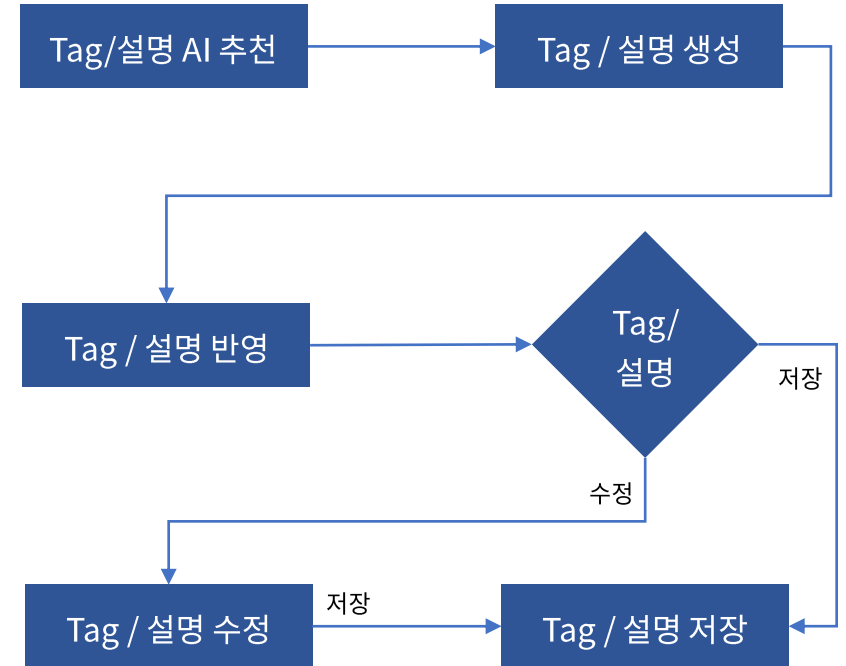 Tag/설명 AI 추천
Tag / 설명 생성
Tag / 설명 반영
Tag/
설명
저장
수정
Tag / 설명 수정
저장
Tag / 설명 저장